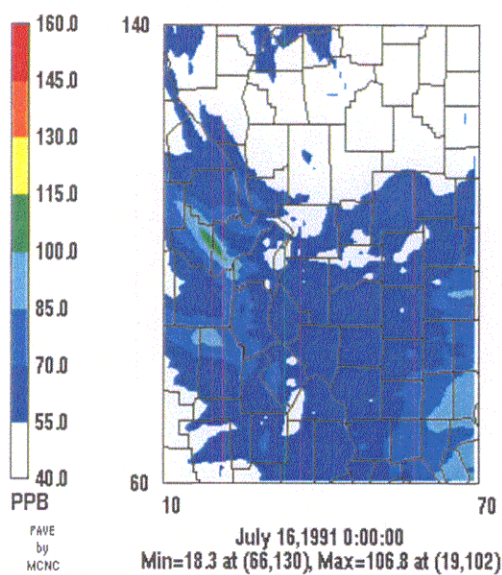 160.0
145.0
130.0
115.0
100.0
85.0
70.0
55.0
40.0
PPB
PAVE
by
MCNC
140
60
10 70
July 16,1991 0:00:00
Min=18.3 at (66,130), Max=106.8 at (19,102)